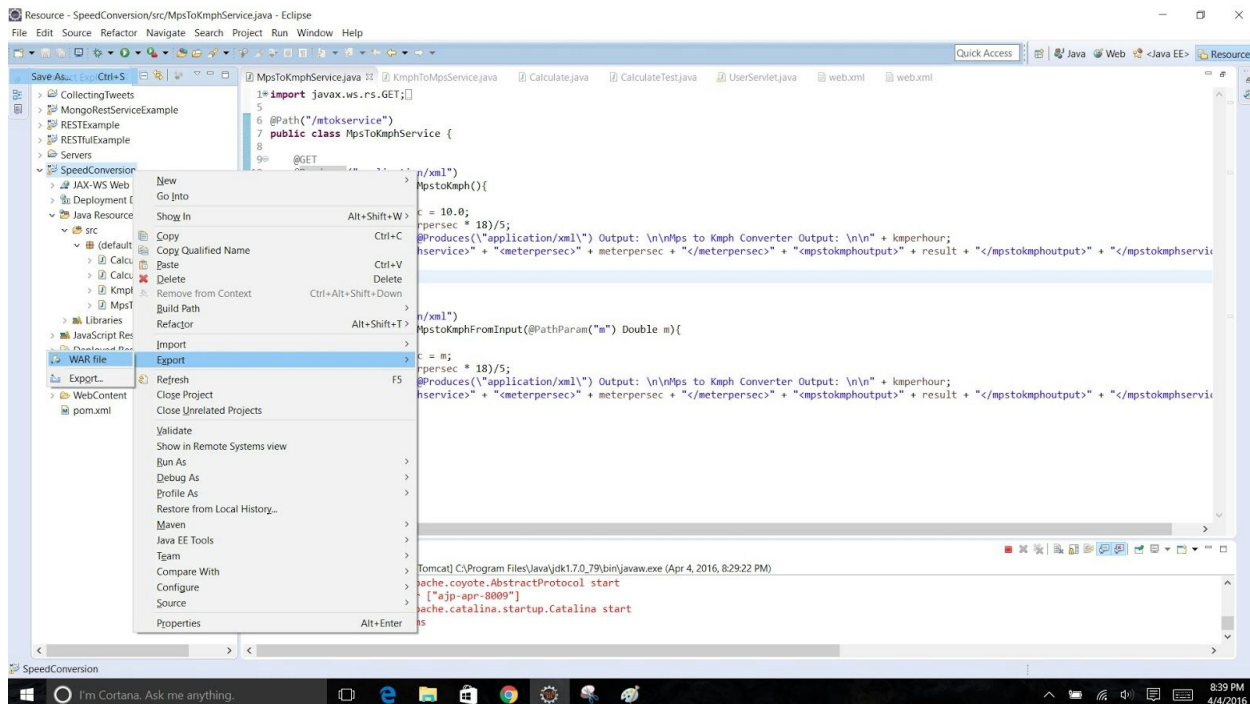 Resource - SpeedConversion/src/MpsToKmphService.java - Eclipse
File Edit Source Refactor Navigate Search Project Run Window Help
Quick Access Java Web <Java EE> Resource
Save As... Ctrl+S
MpsToKmphService.java KmphToMpsService.java Calculate.java CalculateTest.java UserServlet.java web.xml web.xml
CollectingTweets
MongoRestServiceExample
RESTExample
RESTfulExample
Servers
SpeedConversion
JAX-WS Web
Deployment D
Java Resource
src
(default
Calcu
Calcu
Kmph
MpsT
Libraries
JavaScript Res
WebContent
pom.xml
WAR file
Export...
New
Go Into
Show In Alt+Shift+W
Copy Ctrl+C
Copy Qualified Name
Paste Ctrl+V
Delete Delete
Remove from Context Ctrl+Alt+Shift+Down
Build Path
Refactor Alt+Shift+T
Import
Export
Refresh F5
Close Project
Close Unrelated Projects
Validate
Show in Remote Systems view
Run As
Debug As
Profile As
Restore from Local History...
Maven
Java EE Tools
Team
Compare With
Configure
Source
Properties Alt+Enter
1 import javax.ws.rs.GET;
5
6 @Path("/mtokservice")
7 public class MpsToKmphService {
8
9 @GET
n/xml")
MpstoKmph(){
c = 10.0;
rpersec * 18)/5;
@Produces(\"application/xml\") Output: \n\nMps to Kmph Converter Output: \n\n" + kmperhour;
hservice>" + "<meterpersec>" + meterpersec + "</meterpersec>" + "<mpstokmphoutput>" + result + "</mpstokmphoutput>" + "</mpstokmphservic
n/xml")
MpstoKmphFromInput(@PathParam("m") Double m){
c = m;
rpersec * 18)/5;
@Produces(\"application/xml\") Output: \n\nMps to Kmph Converter Output: \n\n" + kmperhour;
hservice>" + "<meterpersec>" + meterpersec + "</meterpersec>" + "<mpstokmphoutput>" + result + "</mpstokmphoutput>" + "</mpstokmphservic
Tomcat] C:\Program Files\Java\jdk1.7.0_79\bin\javaw.exe (Apr 4, 2016, 8:29:22 PM)
pache.coyote.AbstractProtocol start
["ajp-apr-8009"]
pache.catalina.startup.Catalina start
ms
SpeedConversion
I'm Cortana. Ask me anything.
8:39 PM
4/4/2016